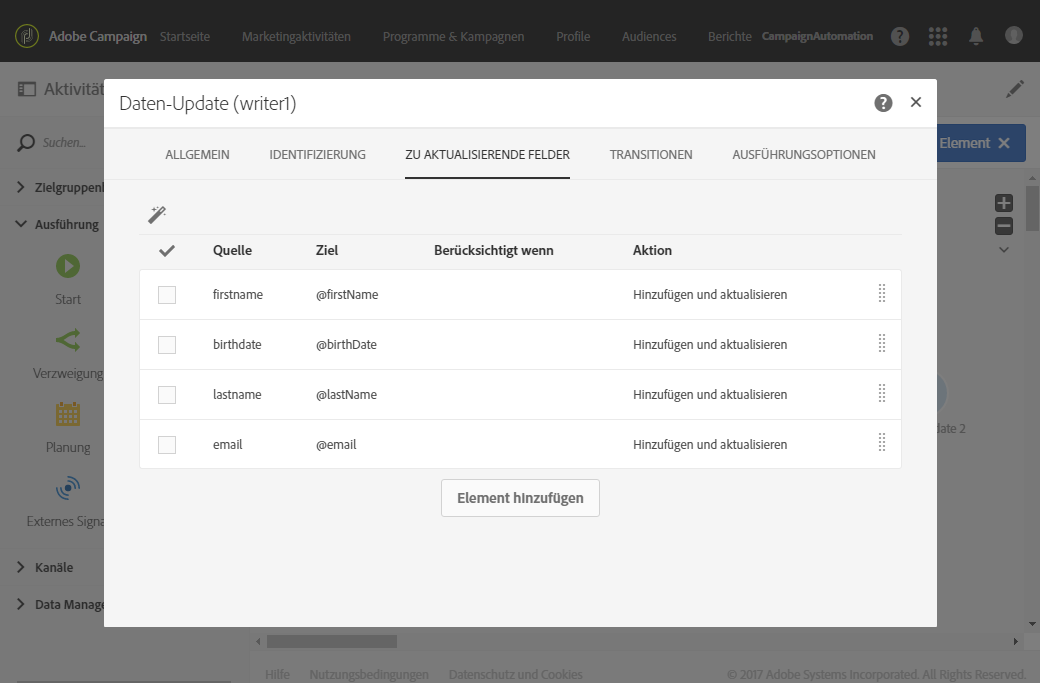 Adobe Campaign Startseite Marketingaktivitäten Programme & Kampagnen Profile Audiences Berichte CampaignAutomation ?
Aktivität
Daten-Update (writer1) ?
Suchen...
Element
ALLGEMEIN IDENTIFIZIERUNG ZU AKTUALISIERENDE FELDER TRANSITIONEN AUSFÜHRUNGSOPTIONEN
Ausführung
Start
Verzweigung
Planung
Externes Signa
Kanäle
Data Manage
Quelle Ziel Berücksichtigt wenn Aktion
firstname @firstName Hinzufügen und aktualisieren
birthdate @birthDate Hinzufügen und aktualisieren
lastname @lastName Hinzufügen und aktualisieren
email @email Hinzufügen und aktualisieren
Element hinzufügen
date 2
Hilfe Nutzungsbedingungen Datenschutz und Cookies © 2017 Adobe Systems Incorporated. All Rights Reserved.